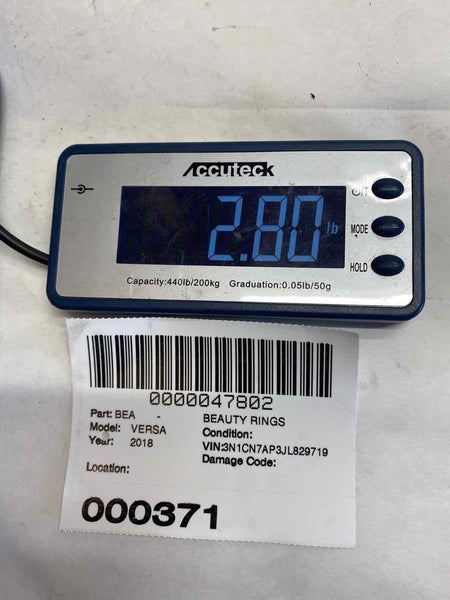 Accuteck
2.80 lb
MODE
HOLD
Capacity:440lb/200kg Graduation:0.05lb/50g
0000047802
Part: BEA - BEAUTY RINGS
Model: VERSA Condition:
Year: 2018 VIN:3N1CN7AP3JL829719
Damage Code:
Location:
000371